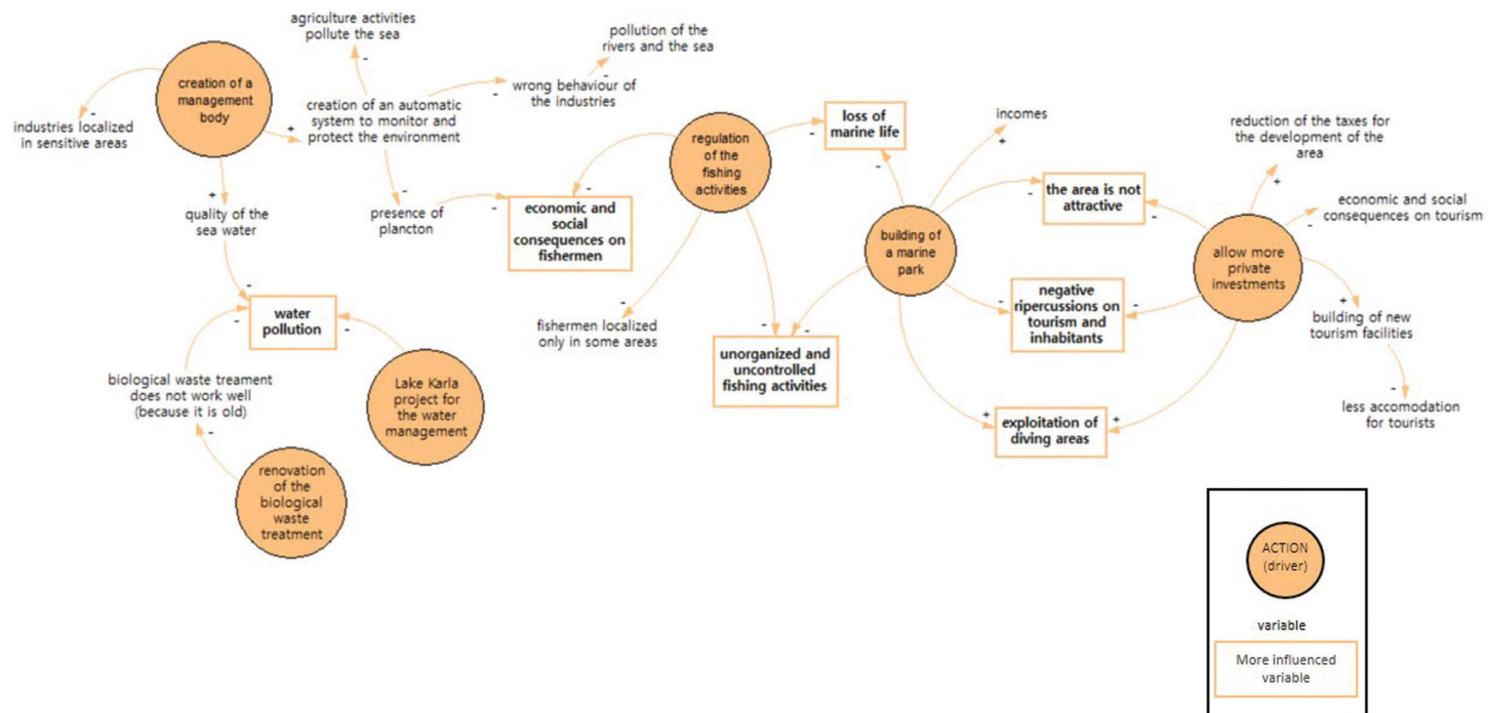 agriculture activities
pollute the sea
-
pollution of the
rivers and the sea
-
creation of a
management
body
-
industries localized
in sensitive areas
+
creation of an automatic
system to monitor and
protect the environment
-
wrong behaviour of
the industries
+
quality of the
sea water
-
presence of
plancton
-
economic and
social
consequences on
fishermen
-
regulation
of the
fishing
activities
-
loss of
marine life
-
incomes
+
reduction of the taxes for
the development of the
area
+
-
the area is not
attractive
-
economic and social
consequences on tourism
-
building of
a marine
park
allow more
private
investments
-
water
pollution
-
-
-
fishermen localized
only in some areas
-
-
unorganized and
uncontrolled
fishing activities
-
negative
ripercussions on
tourism and
inhabitants
-
+
building of new
tourism facilities
biological waste treament
does not work well
(because it is old)
-
Lake Karla
project for
the water
management
+
exploitation of
diving areas
+
-
less accomodation
for tourists
renovation
of the
biological
waste
treatment
ACTION
(driver)
variable
More influenced
variable